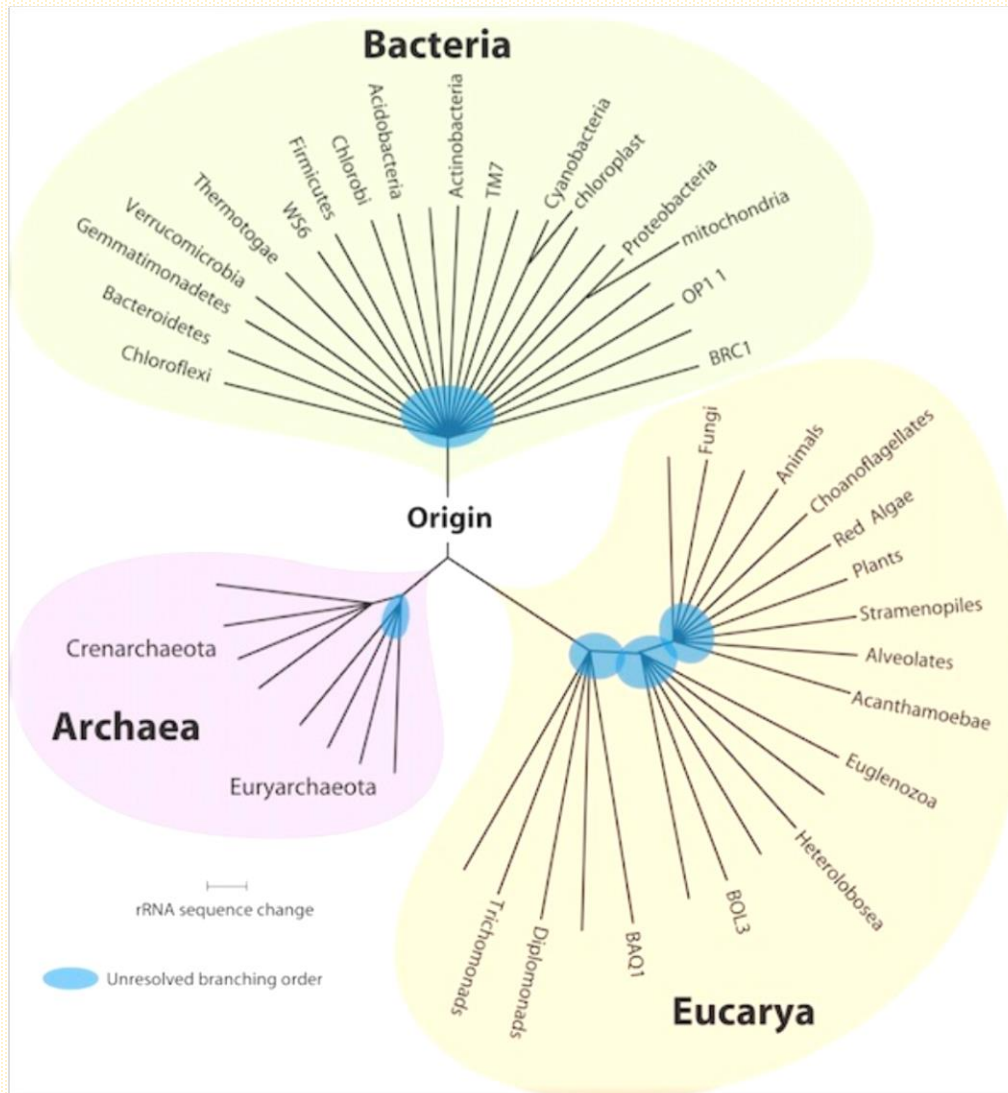 Bacteria
Chloroflexi
Bacteroidetes
Gemmatimonadetes
Verrucomicrobia
Thermotogae
WS6
Firmicutes
Chlorobi
Acidobacteria
Actinobacteria
TM7
Cyanobacteria
chloroplast
Proteobacteria
mitochondria
OP1 1
BRC1
Origin
Fungi
Animals
Choanoflagellates
Red Algae
Plants
Stramenopiles
Alveolates
Acanthamoebae
Euglenozoa
Heterolobosea
BOL3
BAQ1
Diplomonads
Trichomonads
Eucarya
Crenarchaeota
Archaea
Euryarchaeota
rRNA sequence change
Unresolved branching order